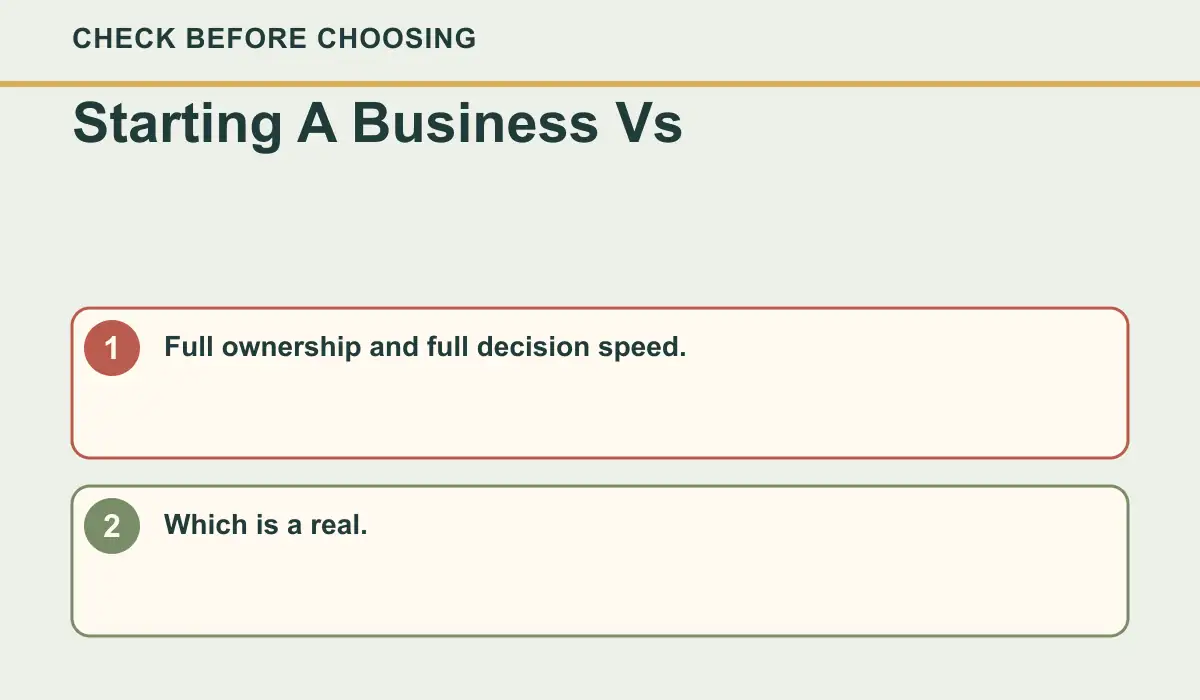 CHECK BEFORE CHOOSING
Starting A Business Vs
1 Full ownership and full decision speed.
2 Which is a real.